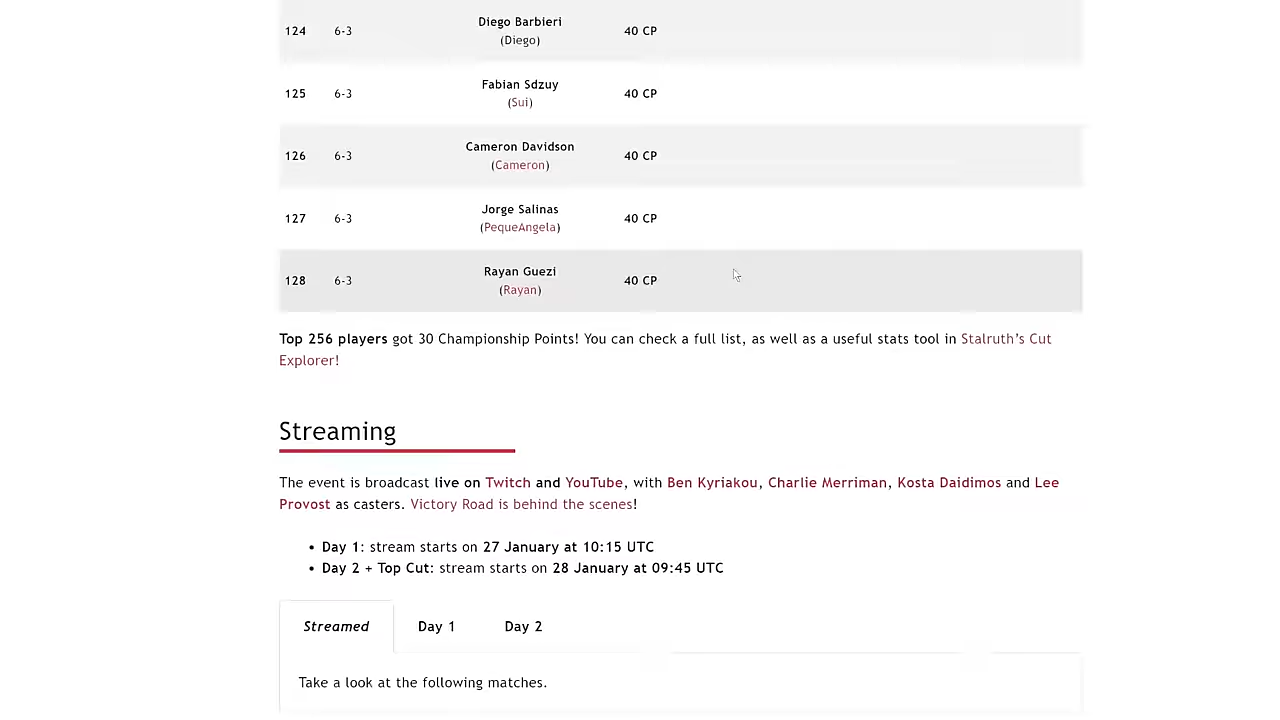 124 6-3 Diego Barbieri 40 CP
(Diego)
125 6-3 Fabian Sdzuy 40 CP
(Sui)
126 6-3 Cameron Davidson 40 CP
(Cameron)
127 6-3 Jorge Salinas 40 CP
(PequeAngela)
128 6-3 Rayan Guezi 40 CP
(Rayan)
Top 256 players got 30 Championship Points! You can check a full list, as well as a useful stats tool in Stalruth’s Cut
Explorer!
Streaming
The event is broadcast live on Twitch and YouTube, with Ben Kyriakou, Charlie Merriman, Kosta Daidimos and Lee
Provost as casters. Victory Road is behind the scenes!
• Day 1: stream starts on 27 January at 10:15 UTC
• Day 2 + Top Cut: stream starts on 28 January at 09:45 UTC
Streamed Day 1 Day 2
Take a look at the following matches.